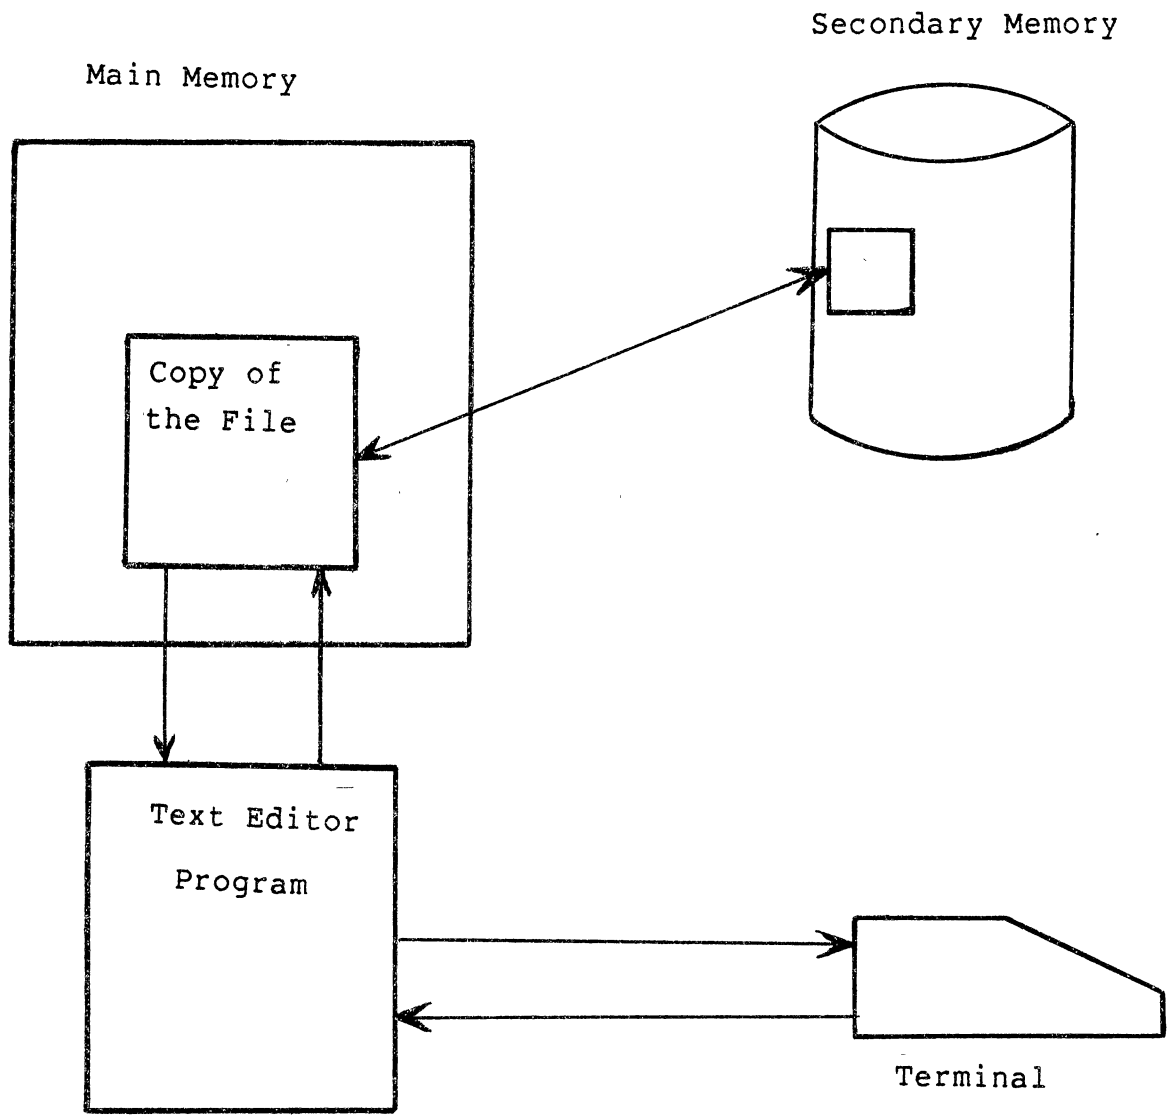 Secondary Memory
Main Memory
Copy of
the File
Text Editor
Program
Terminal